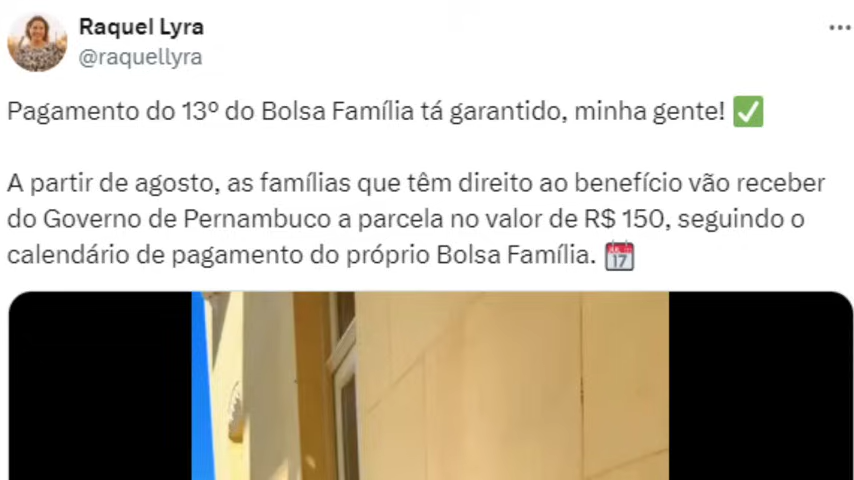 Raquel Lyra
@raquellyra
Pagamento do 13º do Bolsa Família tá garantido, minha gente! ✅
A partir de agosto, as famílias que têm direito ao benefício vão receber
do Governo de Pernambuco a parcela no valor de R$ 150, seguindo o
calendário de pagamento do próprio Bolsa Família. 📅